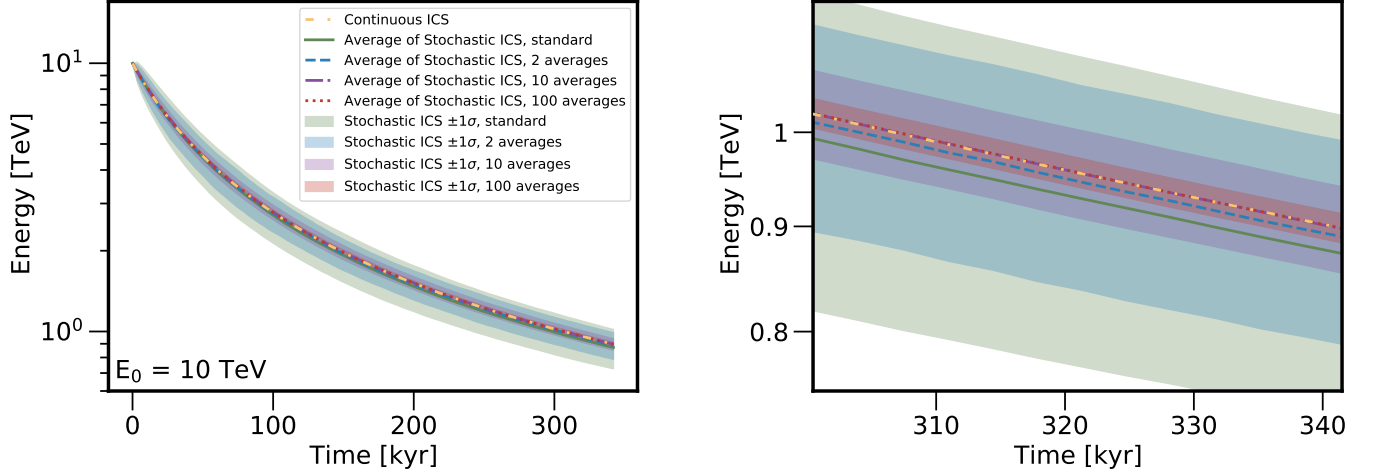 Continuous ICS
Average of Stochastic ICS, standard
Average of Stochastic ICS, 2 averages
Average of Stochastic ICS, 10 averages
Average of Stochastic ICS, 100 averages
Stochastic ICS ±1σ, standard
Stochastic ICS ±1σ, 2 averages
Stochastic ICS ±1σ, 10 averages
Stochastic ICS ±1σ, 100 averages
10¹
10⁰
Energy [TeV]
E₀ = 10 TeV
0 100 200 300
Time [kyr]
1
0.9
0.8
Energy [TeV]
310 320 330 340
Time [kyr]